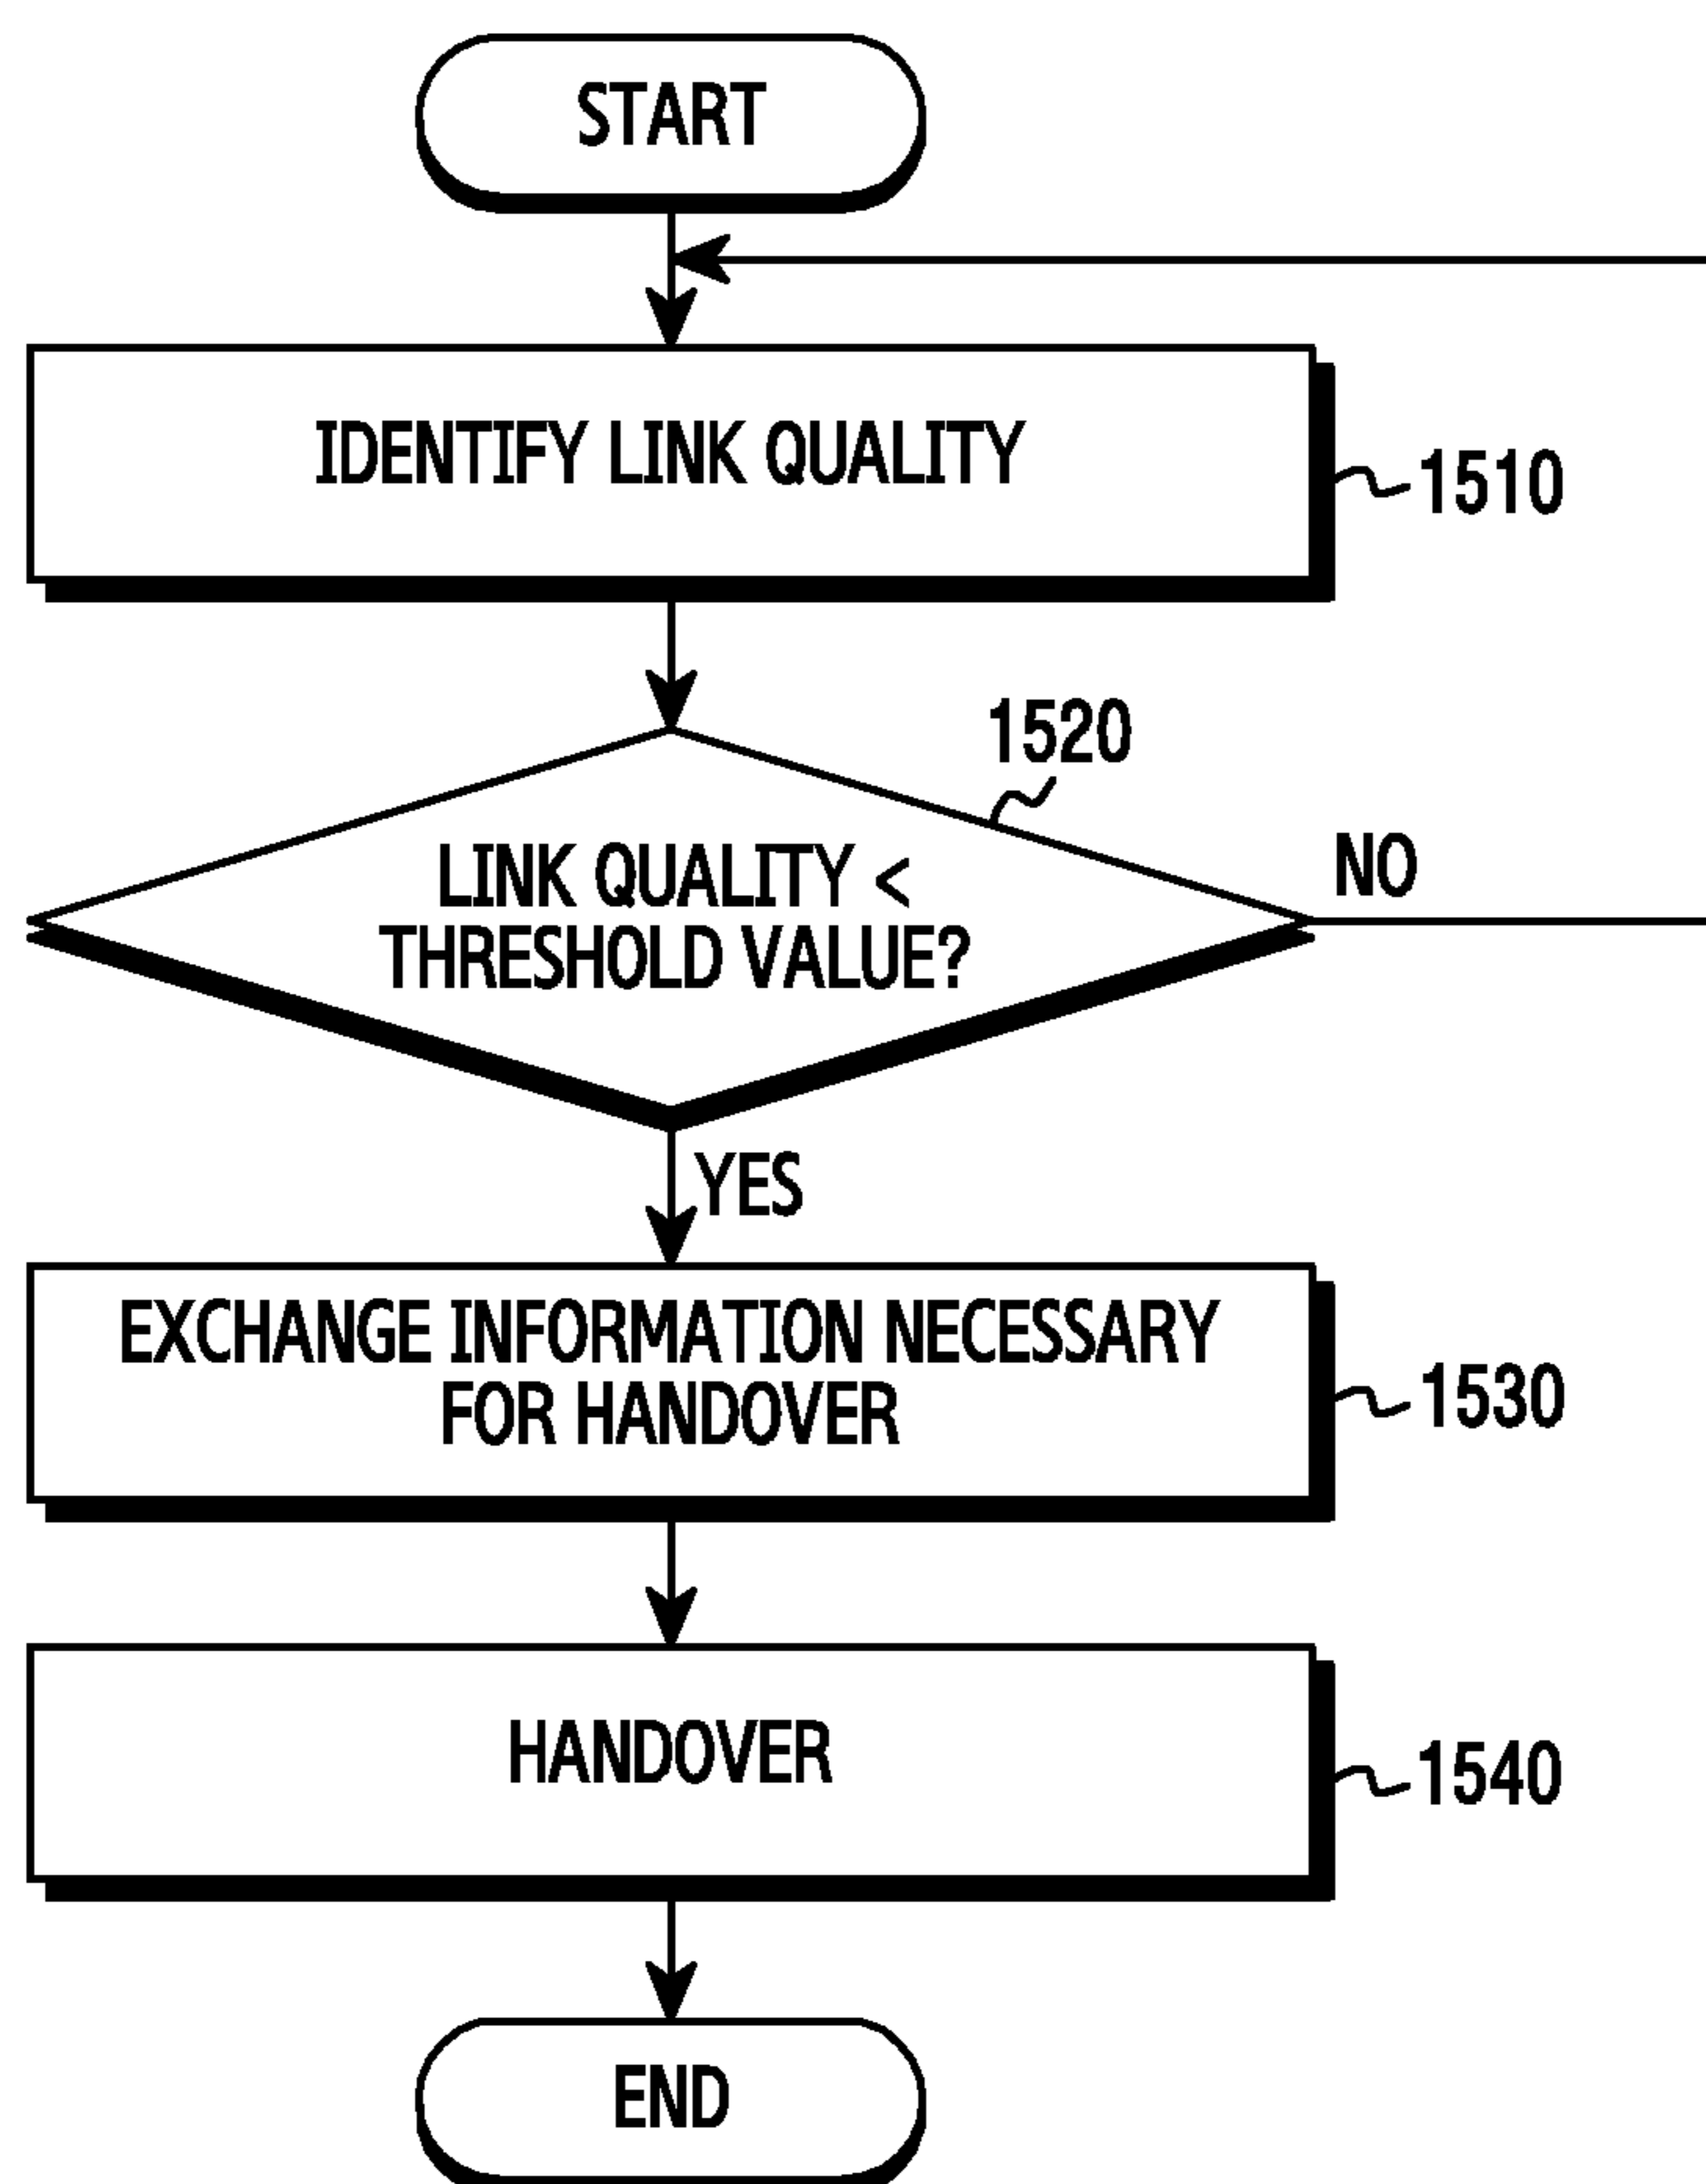 START
IDENTIFY LINK QUALITY
1510
1520
LINK QUALITY <
THRESHOLD VALUE?
NO
YES
EXCHANGE INFORMATION NECESSARY
FOR HANDOVER
1530
HANDOVER
1540
END